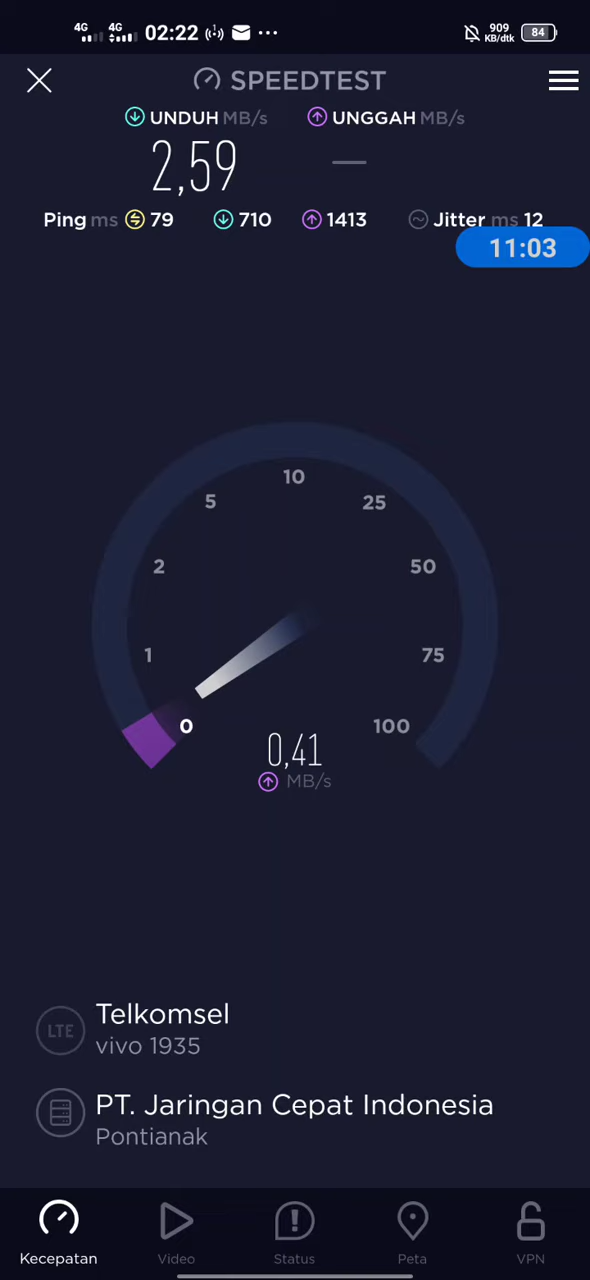 4G 4G 02:22 909 KB/dtk 84
SPEEDTEST
UNDUH MB/s UNGGAH MB/s
2,59 —
Ping ms 79 710 1413 Jitter ms 12
11:03
10
5 25
2 50
1 75
0 100
0,41
MB/s
LTE Telkomsel
vivo 1935
PT. Jaringan Cepat Indonesia
Pontianak
Kecepatan Video Status Peta VPN